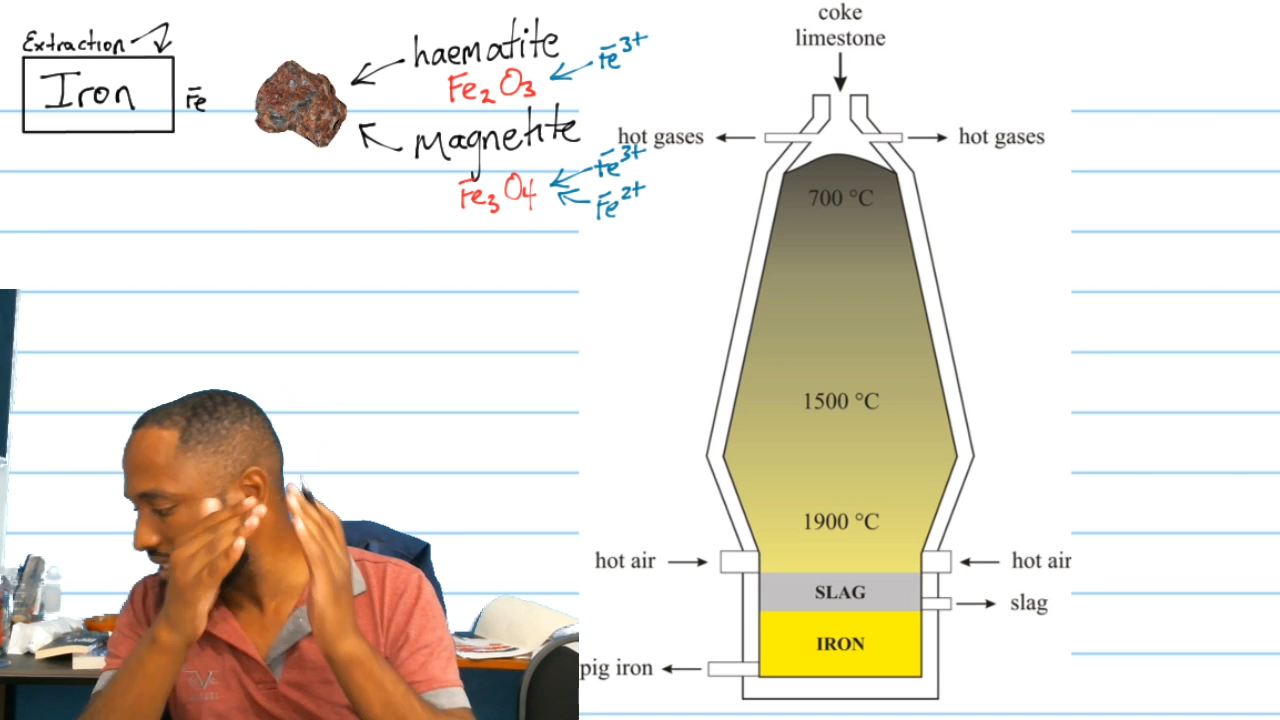 Extraction
Iron
Fe
haematite
Fe2O3
Fe3+
magnetite
Fe3O4
Fe3+
Fe2+
coke
limestone
hot gases
hot gases
700 °C
1500 °C
1900 °C
hot air
hot air
SLAG
slag
IRON
pig iron